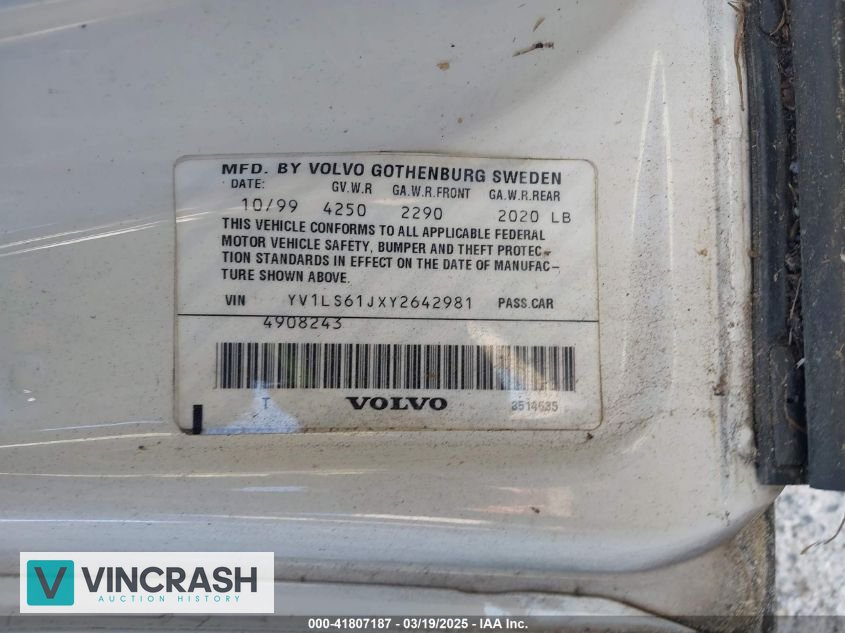 MFD. BY VOLVO GOTHENBURG SWEDEN
DATE: GV.W.R GA.W.R.FRONT GA.W.R.REAR
10/99 4250 2290 2020 LB
THIS VEHICLE CONFORMS TO ALL APPLICABLE FEDERAL
MOTOR VEHICLE SAFETY, BUMPER AND THEFT PROTEC-
TION STANDARDS IN EFFECT ON THE DATE OF MANUFAC-
TURE SHOWN ABOVE.
VIN YV1LS61JXY2642981 PASS.CAR
4908243
T VOLVO 3514635
VINCRASH
AUCTION HISTORY
000-41807187 - 03/19/2025 - IAA Inc.